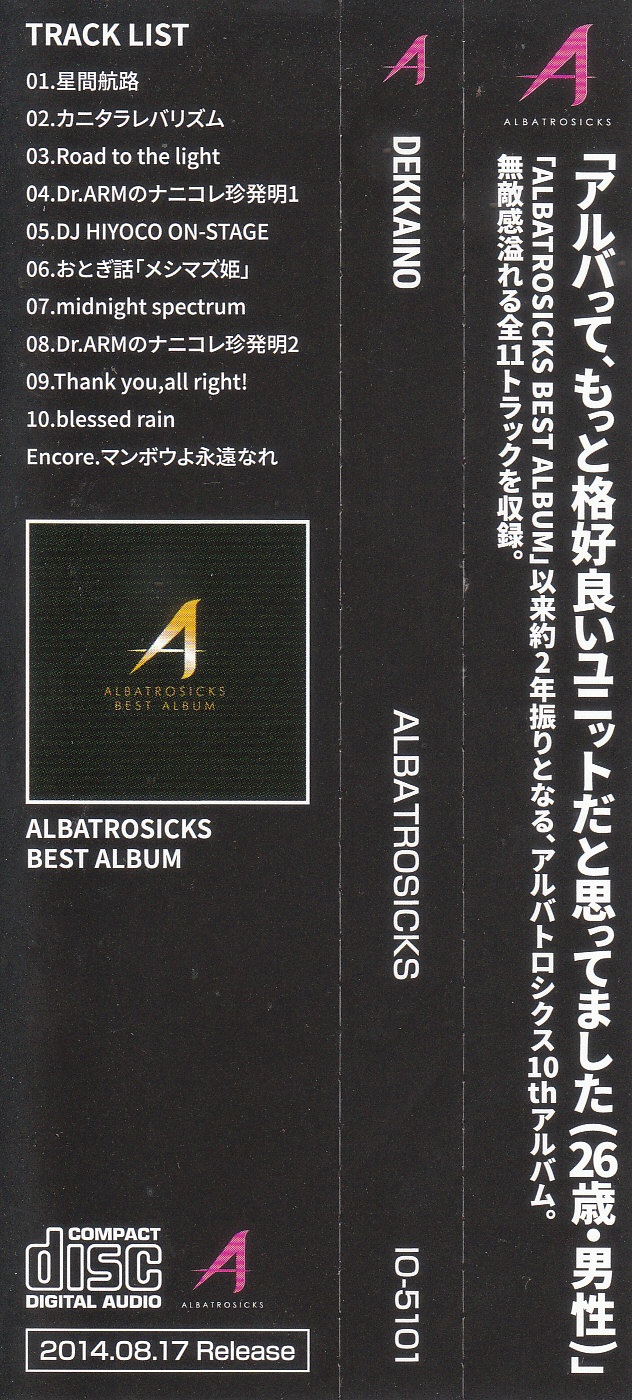 TRACK LIST
01.星間航路
02.カニタラレバリズム
03.Road to the light
04.Dr.ARMのナニコレ珍発明1
05.DJ HIYOCO ON-STAGE
06.おとぎ話「メシマズ姫」
07.midnight spectrum
08.Dr.ARMのナニコレ珍発明2
09.Thank you,all right!
10.blessed rain
Encore.マンボウよ永遠なれ
ALBATROSICKS
BEST ALBUM
ALBATROSICKS
BEST ALBUM
COMPACT
disc
DIGITAL AUDIO
ALBATROSICKS
2014.08.17 Release
DEKKAINO
ALBATROSICKS
IO-5101
ALBATROSICKS
「アルバって、もっと格好良いユニットだと思ってました(26歳・男性)」
「ALBATROSICKS BEST ALBUM」以来約2年振りとなる、アルバトロシクス10thアルバム。
無敵感溢れる全11トラックを収録。